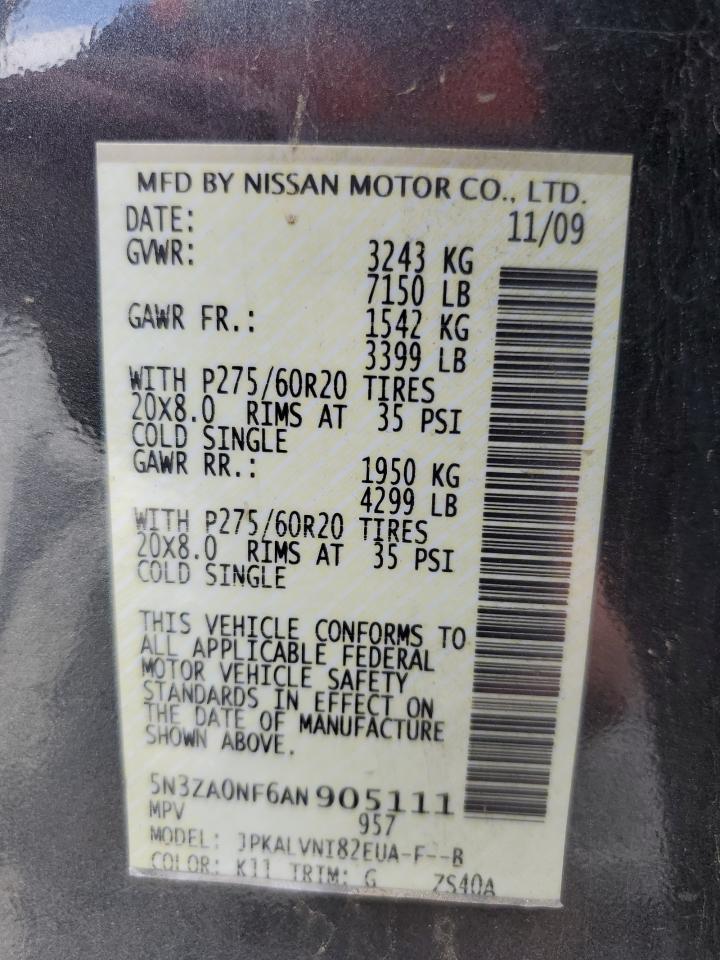 MFD BY NISSAN MOTOR CO., LTD.
DATE: 11/09
GVWR: 3243 KG
7150 LB
GAWR FR.: 1542 KG
3399 LB
WITH P275/60R20 TIRES
20X8.0 RIMS AT 35 PSI
COLD SINGLE
GAWR RR.: 1950 KG
4299 LB
WITH P275/60R20 TIRES
20X8.0 RIMS AT 35 PSI
COLD SINGLE
THIS VEHICLE CONFORMS TO
ALL APPLICABLE FEDERAL
MOTOR VEHICLE SAFETY
STANDARDS IN EFFECT ON
THE DATE OF MANUFACTURE
SHOWN ABOVE.
5N3ZA0NF6AN 905111
MPV 957
MODEL: JPKALVNI82EUA-F--B
COLOR: K11 TRIM: G ZS40A